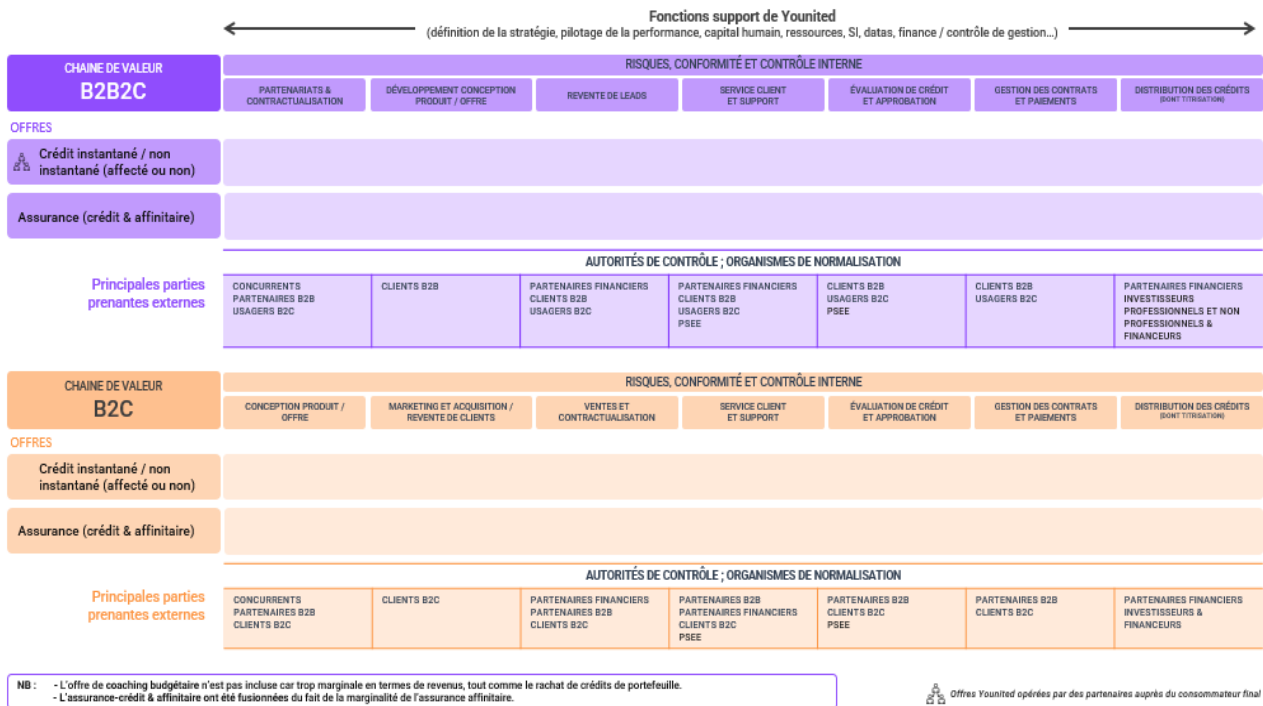 Fonctions support de Younited
(définition de la stratégie, pilotage de la performance, capital humain, ressources, SI, datas, finance / contrôle de gestion...)
CHAINE DE VALEUR
B2B2C
RISQUES, CONFORMITÉ ET CONTRÔLE INTERNE
PARTENARIATS &
CONTRACTUALISATION
DÉVELOPPEMENT CONCEPTION
PRODUIT / OFFRE
REVENTE DE LEADS
SERVICE CLIENT
ET SUPPORT
ÉVALUATION DE CRÉDIT
ET APPROBATION
GESTION DES CONTRATS
ET PAIEMENTS
DISTRIBUTION DES CRÉDITS
(DONT TITRISATION)
OFFRES
Crédit instantané / non
instantané (affecté ou non)
Assurance (crédit & affinitaire)
AUTORITÉS DE CONTRÔLE ; ORGANISMES DE NORMALISATION
Principales parties
prenantes externes
CONCURRENTS
PARTENAIRES B2B
USAGERS B2C
CLIENTS B2B
PARTENAIRES FINANCIERS
CLIENTS B2B
USAGERS B2C
PARTENAIRES FINANCIERS
CLIENTS B2B
USAGERS B2C
PSEE
CLIENTS B2B
USAGERS B2C
PSEE
CLIENTS B2B
USAGERS B2C
PARTENAIRES FINANCIERS
INVESTISSEURS
PROFESSIONNELS ET NON
PROFESSIONNELS &
FINANCEURS
CHAINE DE VALEUR
B2C
RISQUES, CONFORMITÉ ET CONTRÔLE INTERNE
CONCEPTION PRODUIT /
OFFRE
MARKETING ET ACQUISITION /
REVENTE DE CLIENTS
VENTES ET
CONTRACTUALISATION
SERVICE CLIENT
ET SUPPORT
ÉVALUATION DE CRÉDIT
ET APPROBATION
GESTION DES CONTRATS
ET PAIEMENTS
DISTRIBUTION DES CRÉDITS
(DONT TITRISATION)
OFFRES
Crédit instantané / non
instantané (affecté ou non)
Assurance (crédit & affinitaire)
AUTORITÉS DE CONTRÔLE ; ORGANISMES DE NORMALISATION
Principales parties
prenantes externes
CONCURRENTS
PARTENAIRES B2B
CLIENTS B2C
CLIENTS B2C
PARTENAIRES FINANCIERS
PARTENAIRES B2B
CLIENTS B2C
PARTENAIRES B2B
PARTENAIRES FINANCIERS
CLIENTS B2C
PSEE
PARTENAIRES B2B
CLIENTS B2C
PSEE
PARTENAIRES B2B
CLIENTS B2C
PARTENAIRES FINANCIERS
INVESTISSEURS &
FINANCEURS
NB : - L'offre de coaching budgétaire n'est pas incluse car trop marginale en termes de revenus, tout comme le rachat de crédits de portefeuille.
- L'assurance-crédit & affinitaire ont été fusionnées du fait de la marginalité de l'assurance affinitaire.
Offres Younited opérées par des partenaires auprès du consommateur final